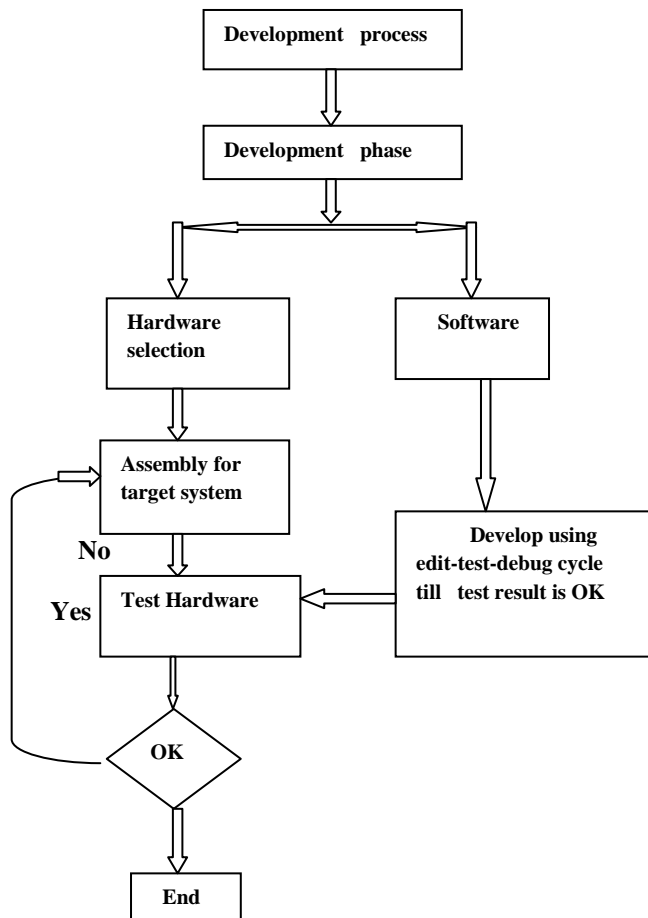 Development process
Development phase
Hardware
selection
Software
Assembly for
target system
No
Develop using
edit-test-debug cycle
till test result is OK
Yes
Test Hardware
OK
End